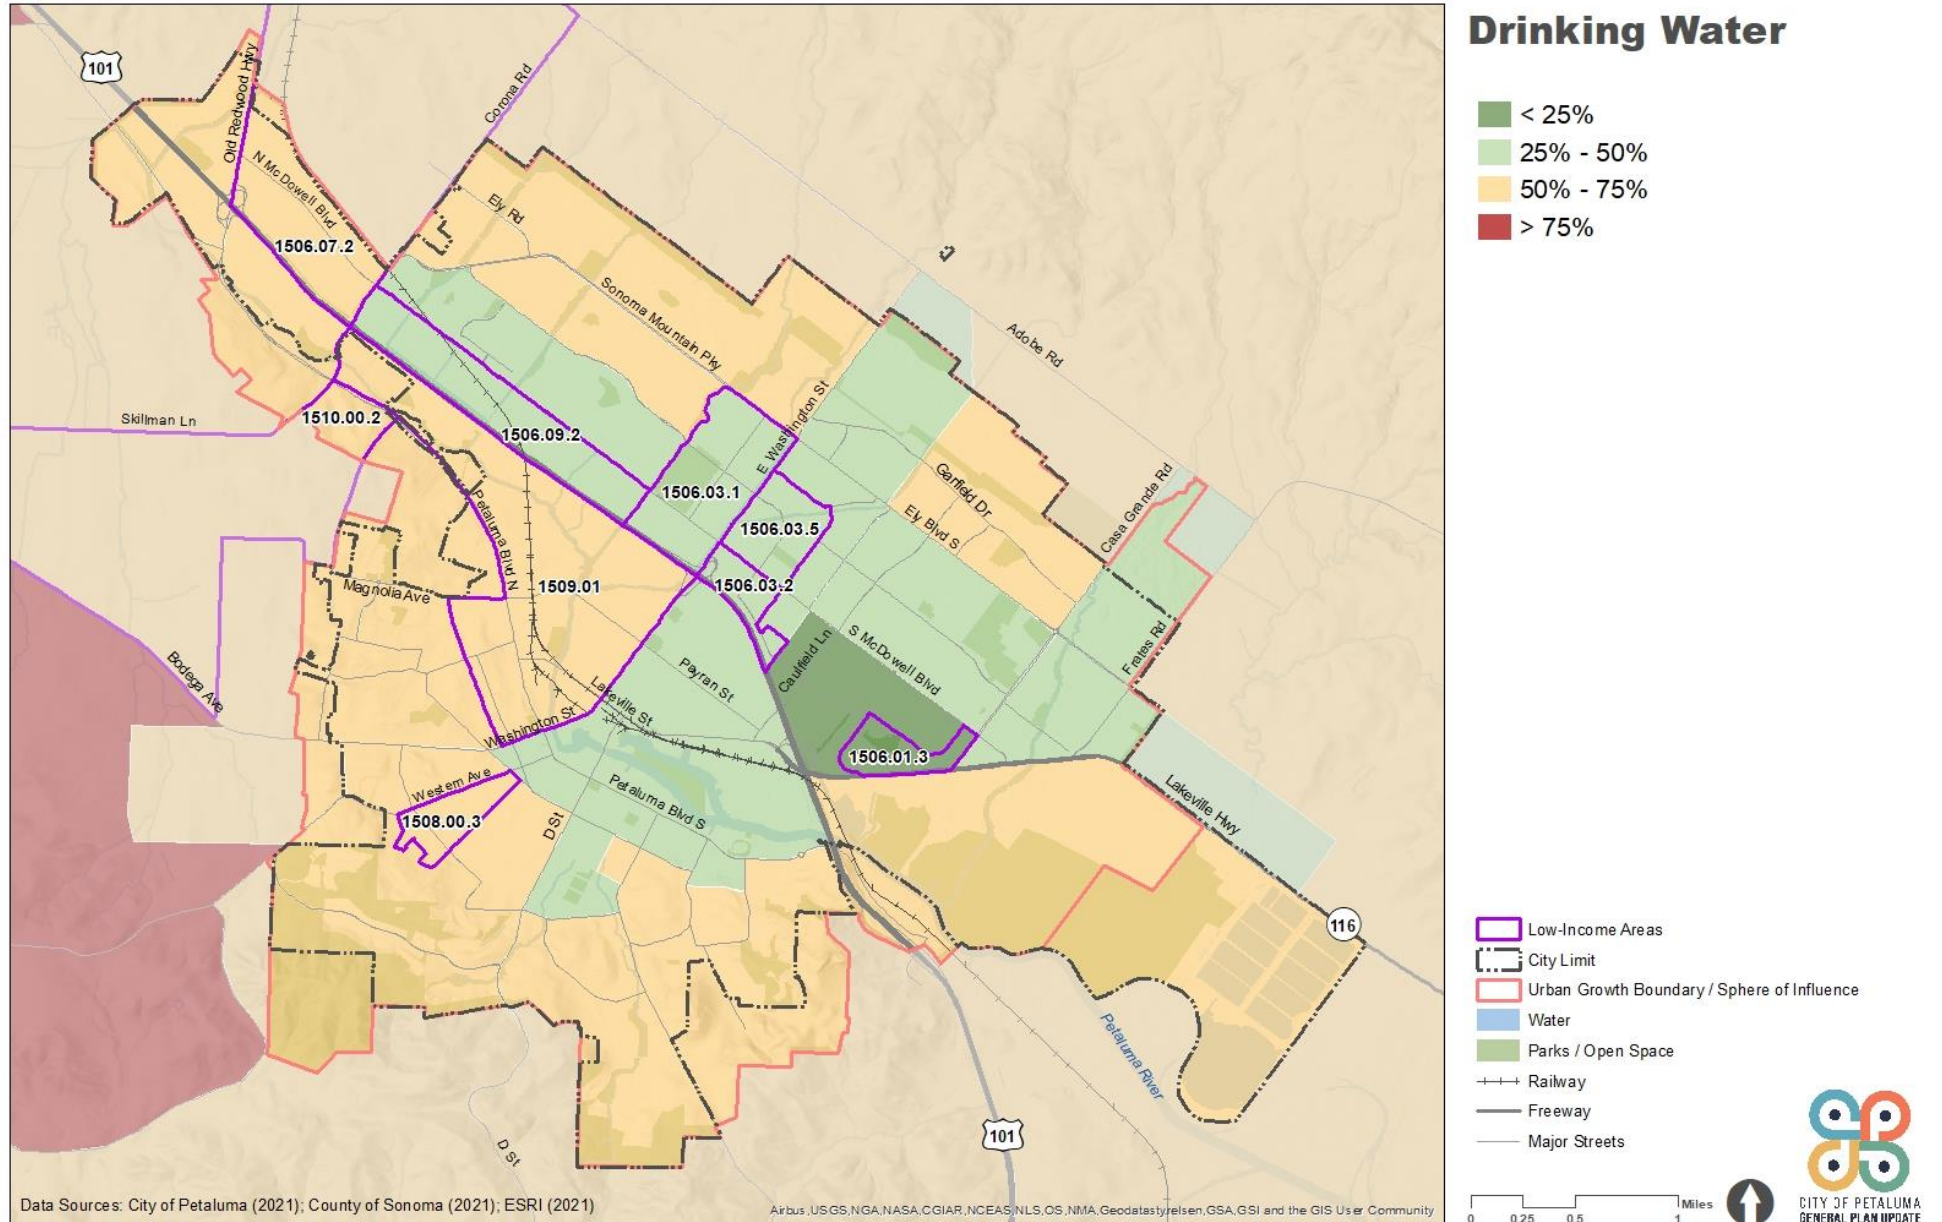 Drinking Water
< 25%
25% - 50%
50% - 75%
> 75%
101
Old Redwood Hwy
N McDowell Blvd
Corona Rd
Ely Rd
1506.07.2
Sonoma Mountain Pky
Adobe Rd
Skillman Ln
1510.00.2
1506.09.2
E Washington St
1506.03.1
Garfield Dr
Casa Grande Rd
1506.03.5
Ely Blvd S
Petaluma Blvd N
Magnolia Ave
1509.01
1506.03.2
Bodega Ave
Payran St
Caulfield Ln
S McDowell Blvd
Frates Rd
Lakeville St
Washington St
1506.01.3
Western Ave
Petaluma Blvd S
Lakeville Hwy
1508.00.3
D St
116
Petaluma River
101
D St
Low-Income Areas
City Limit
Urban Growth Boundary / Sphere of Influence
Water
Parks / Open Space
Railway
Freeway
Major Streets
Data Sources: City of Petaluma (2021); County of Sonoma (2021); ESRI (2021)
Airbus,USGS,NGA,NASA,CGIAR,NCEAS,NLS,OS,NMA,Geodatastyrelsen,GSA,GSI and the GIS User Community
Miles
0 0.25 0.5 1
CITY OF PETALUMA
GENERAL PLAN UPDATE